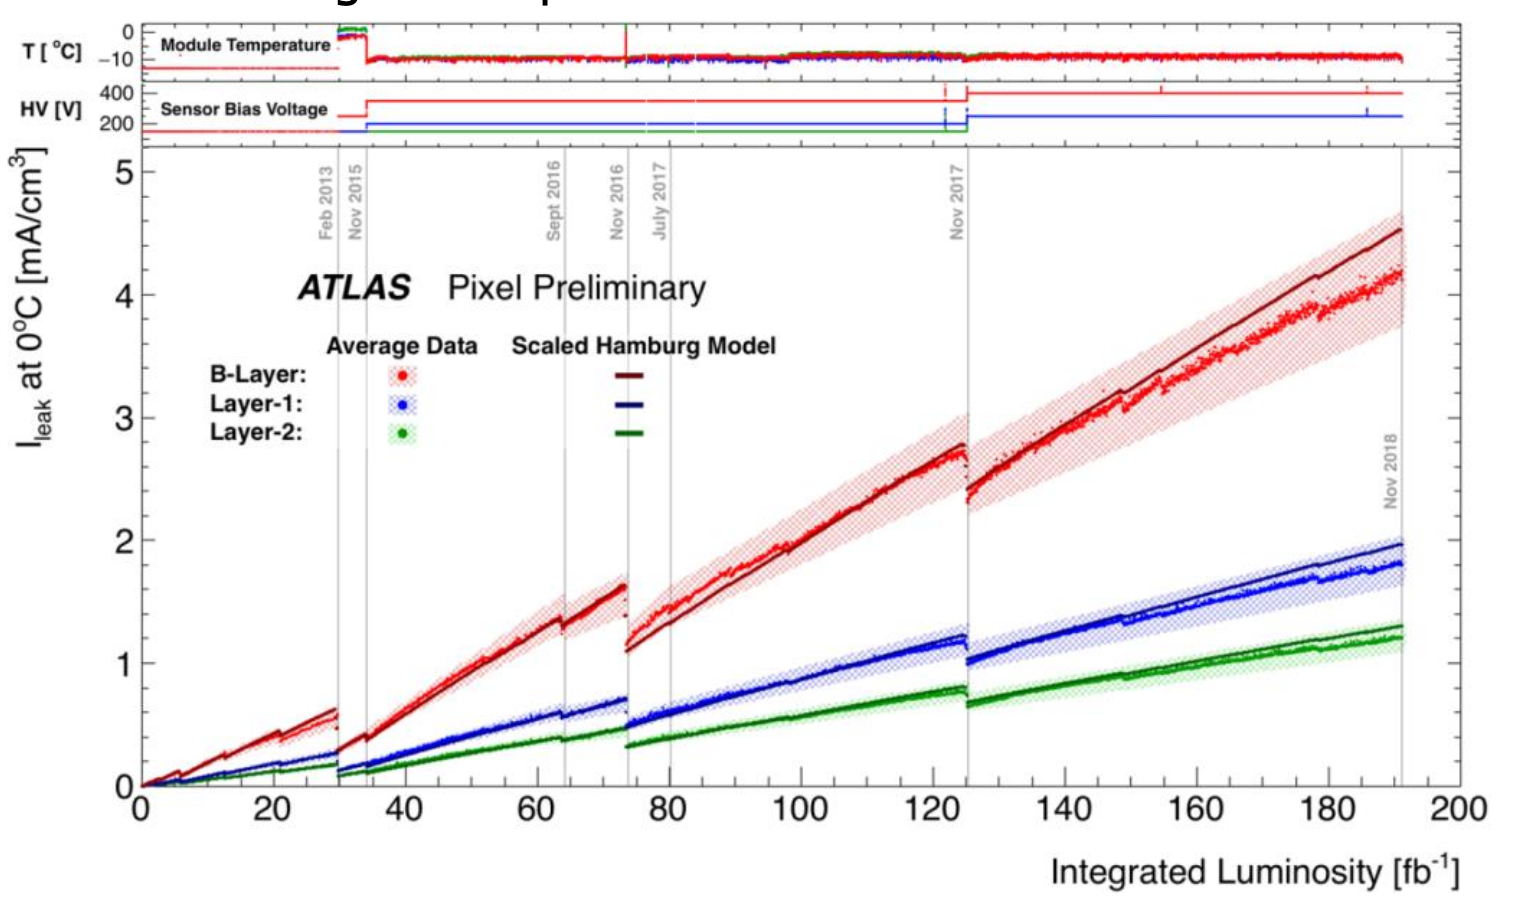 T [ °C]
0
−10
Module Temperature
HV [V]
400
200
Sensor Bias Voltage
I_leak at 0°C [mA/cm³]
5
4
3
2
1
0
Feb 2013
Nov 2015
Sept 2016
Nov 2016
July 2017
Nov 2017
Nov 2018
ATLAS Pixel Preliminary
Average Data Scaled Hamburg Model
B-Layer:
Layer-1:
Layer-2:
0 20 40 60 80 100 120 140 160 180 200
Integrated Luminosity [fb⁻¹]